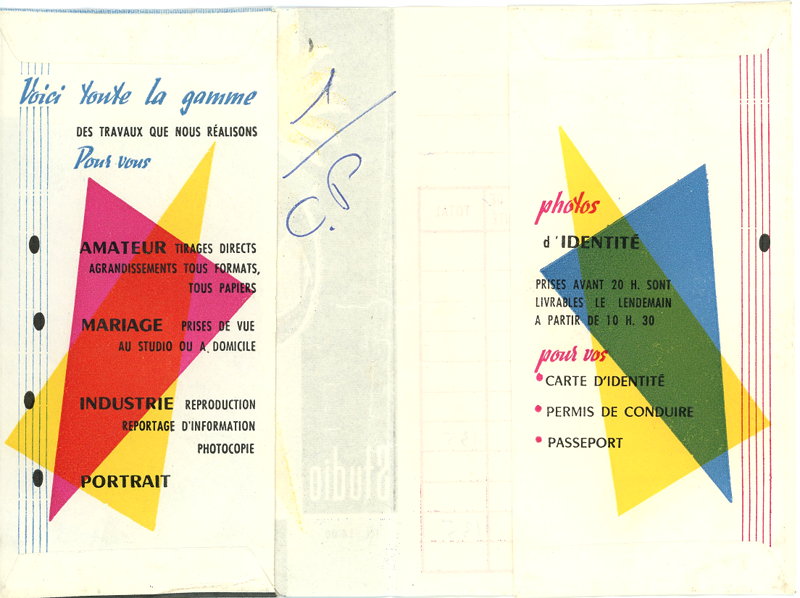 Voici toute la gamme
DES TRAVAUX QUE NOUS RÉALISONS
Pour vous
AMATEUR TIRAGES DIRECTS
AGRANDISSEMENTS TOUS FORMATS,
TOUS PAPIERS
MARIAGE PRISES DE VUE
AU STUDIO OU A DOMICILE
INDUSTRIE REPRODUCTION
REPORTAGE D'INFORMATION
PHOTOCOPIE
PORTRAIT
Studio
TOTAL
photos
d'IDENTITÉ
PRISES AVANT 20 H. SONT
LIVRABLES LE LENDEMAIN
A PARTIR DE 10 H. 30
pour vos
CARTE D'IDENTITÉ
PERMIS DE CONDUIRE
PASSEPORT